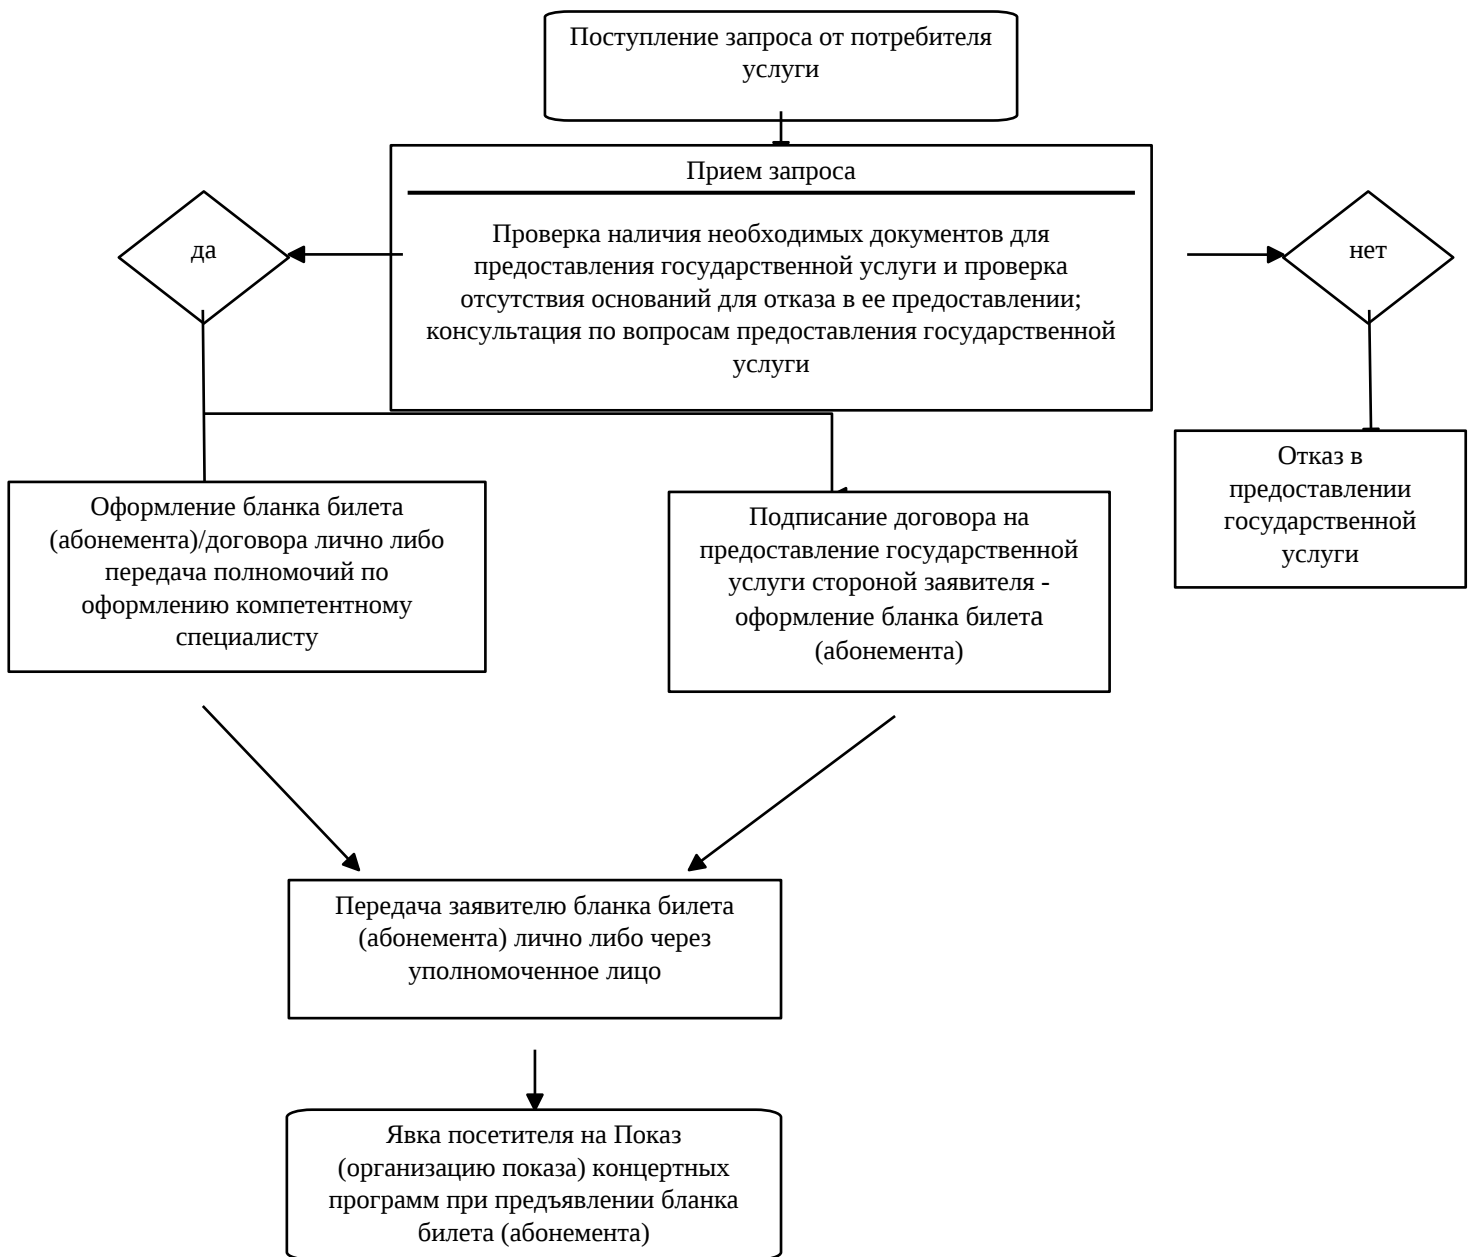 Поступление запроса от потребителя
услуги
Прием запроса
Проверка наличия необходимых документов для
предоставления государственной услуги и проверка
отсутствия оснований для отказа в ее предоставлении;
консультация по вопросам предоставления государственной
услуги
да
нет
Оформление бланка билета
(абонемента)/договора лично либо
передача полномочий по
оформлению компетентному
специалисту
Подписание договора на
предоставление государственной
услуги стороной заявителя -
оформление бланка билета
(абонемента)
Отказ в
предоставлении
государственной
услуги
Передача заявителю бланка билета
(абонемента) лично либо через
уполномоченное лицо
Явка посетителя на Показ
(организацию показа) концертных
программ при предъявлении бланка
билета (абонемента)